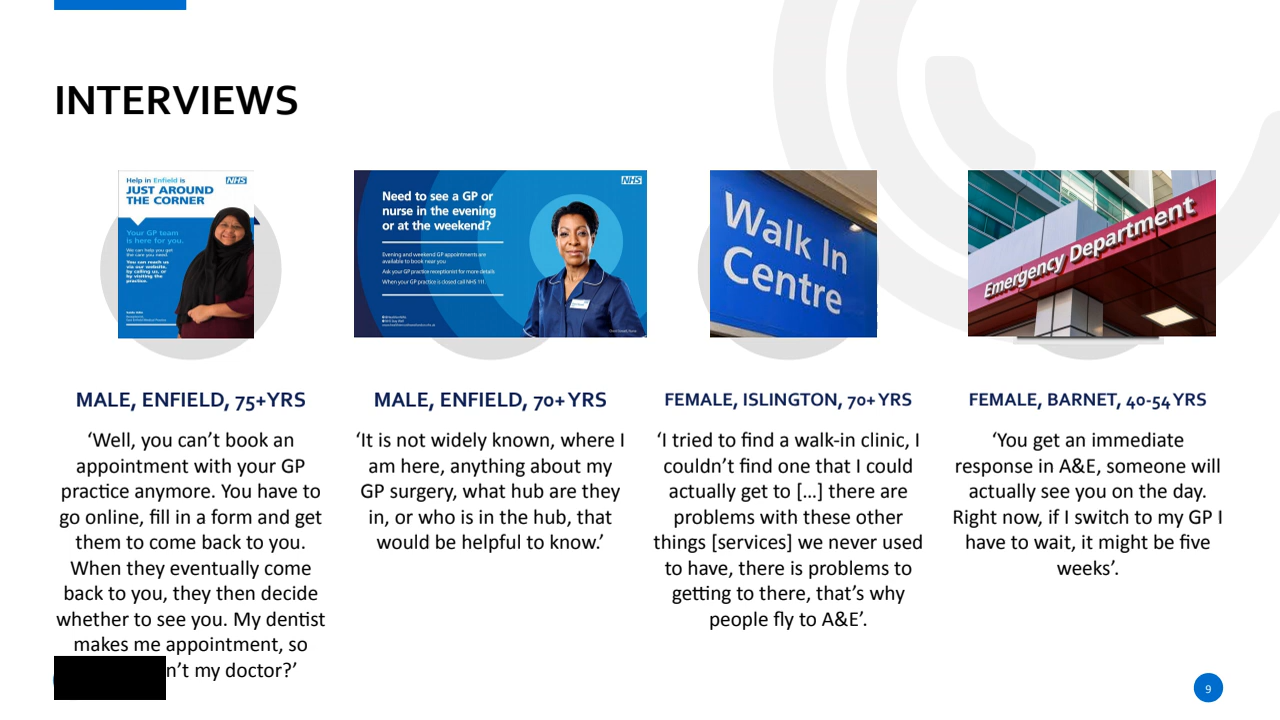 INTERVIEWS
Help in Enfield is
JUST AROUND
THE CORNER
NHS
Your GP team
is here for you.
We can help you get
the care you need.
You can reach
us via our website,
by calling us, or
by visiting the
practice.
Need to see a GP or
nurse in the evening
or at the weekend?
NHS
Evening and weekend GP appointments are
available to book near you
Ask your GP practice receptionist for more details
When your GP practice is closed call NHS 111
Walk In
Centre
Emergency Department
MALE, ENFIELD, 75+YRS
‘Well, you can’t book an
appointment with your GP
practice anymore. You have to
go online, fill in a form and get
them to come back to you.
When they eventually come
back to you, they then decide
whether to see you. My dentist
makes me appointment, so
n’t my doctor?’
MALE, ENFIELD, 70+YRS
‘It is not widely known, where I
am here, anything about my
GP surgery, what hub are they
in, or who is in the hub, that
would be helpful to know.’
FEMALE, ISLINGTON, 70+ YRS
‘I tried to find a walk-in clinic, I
couldn’t find one that I could
actually get to [...] there are
problems with these other
things [services] we never used
to have, there is problems to
getting to there, that’s why
people fly to A&E’.
FEMALE, BARNET, 40-54 YRS
‘You get an immediate
response in A&E, someone will
actually see you on the day.
Right now, if I switch to my GP I
have to wait, it might be five
weeks’.
9